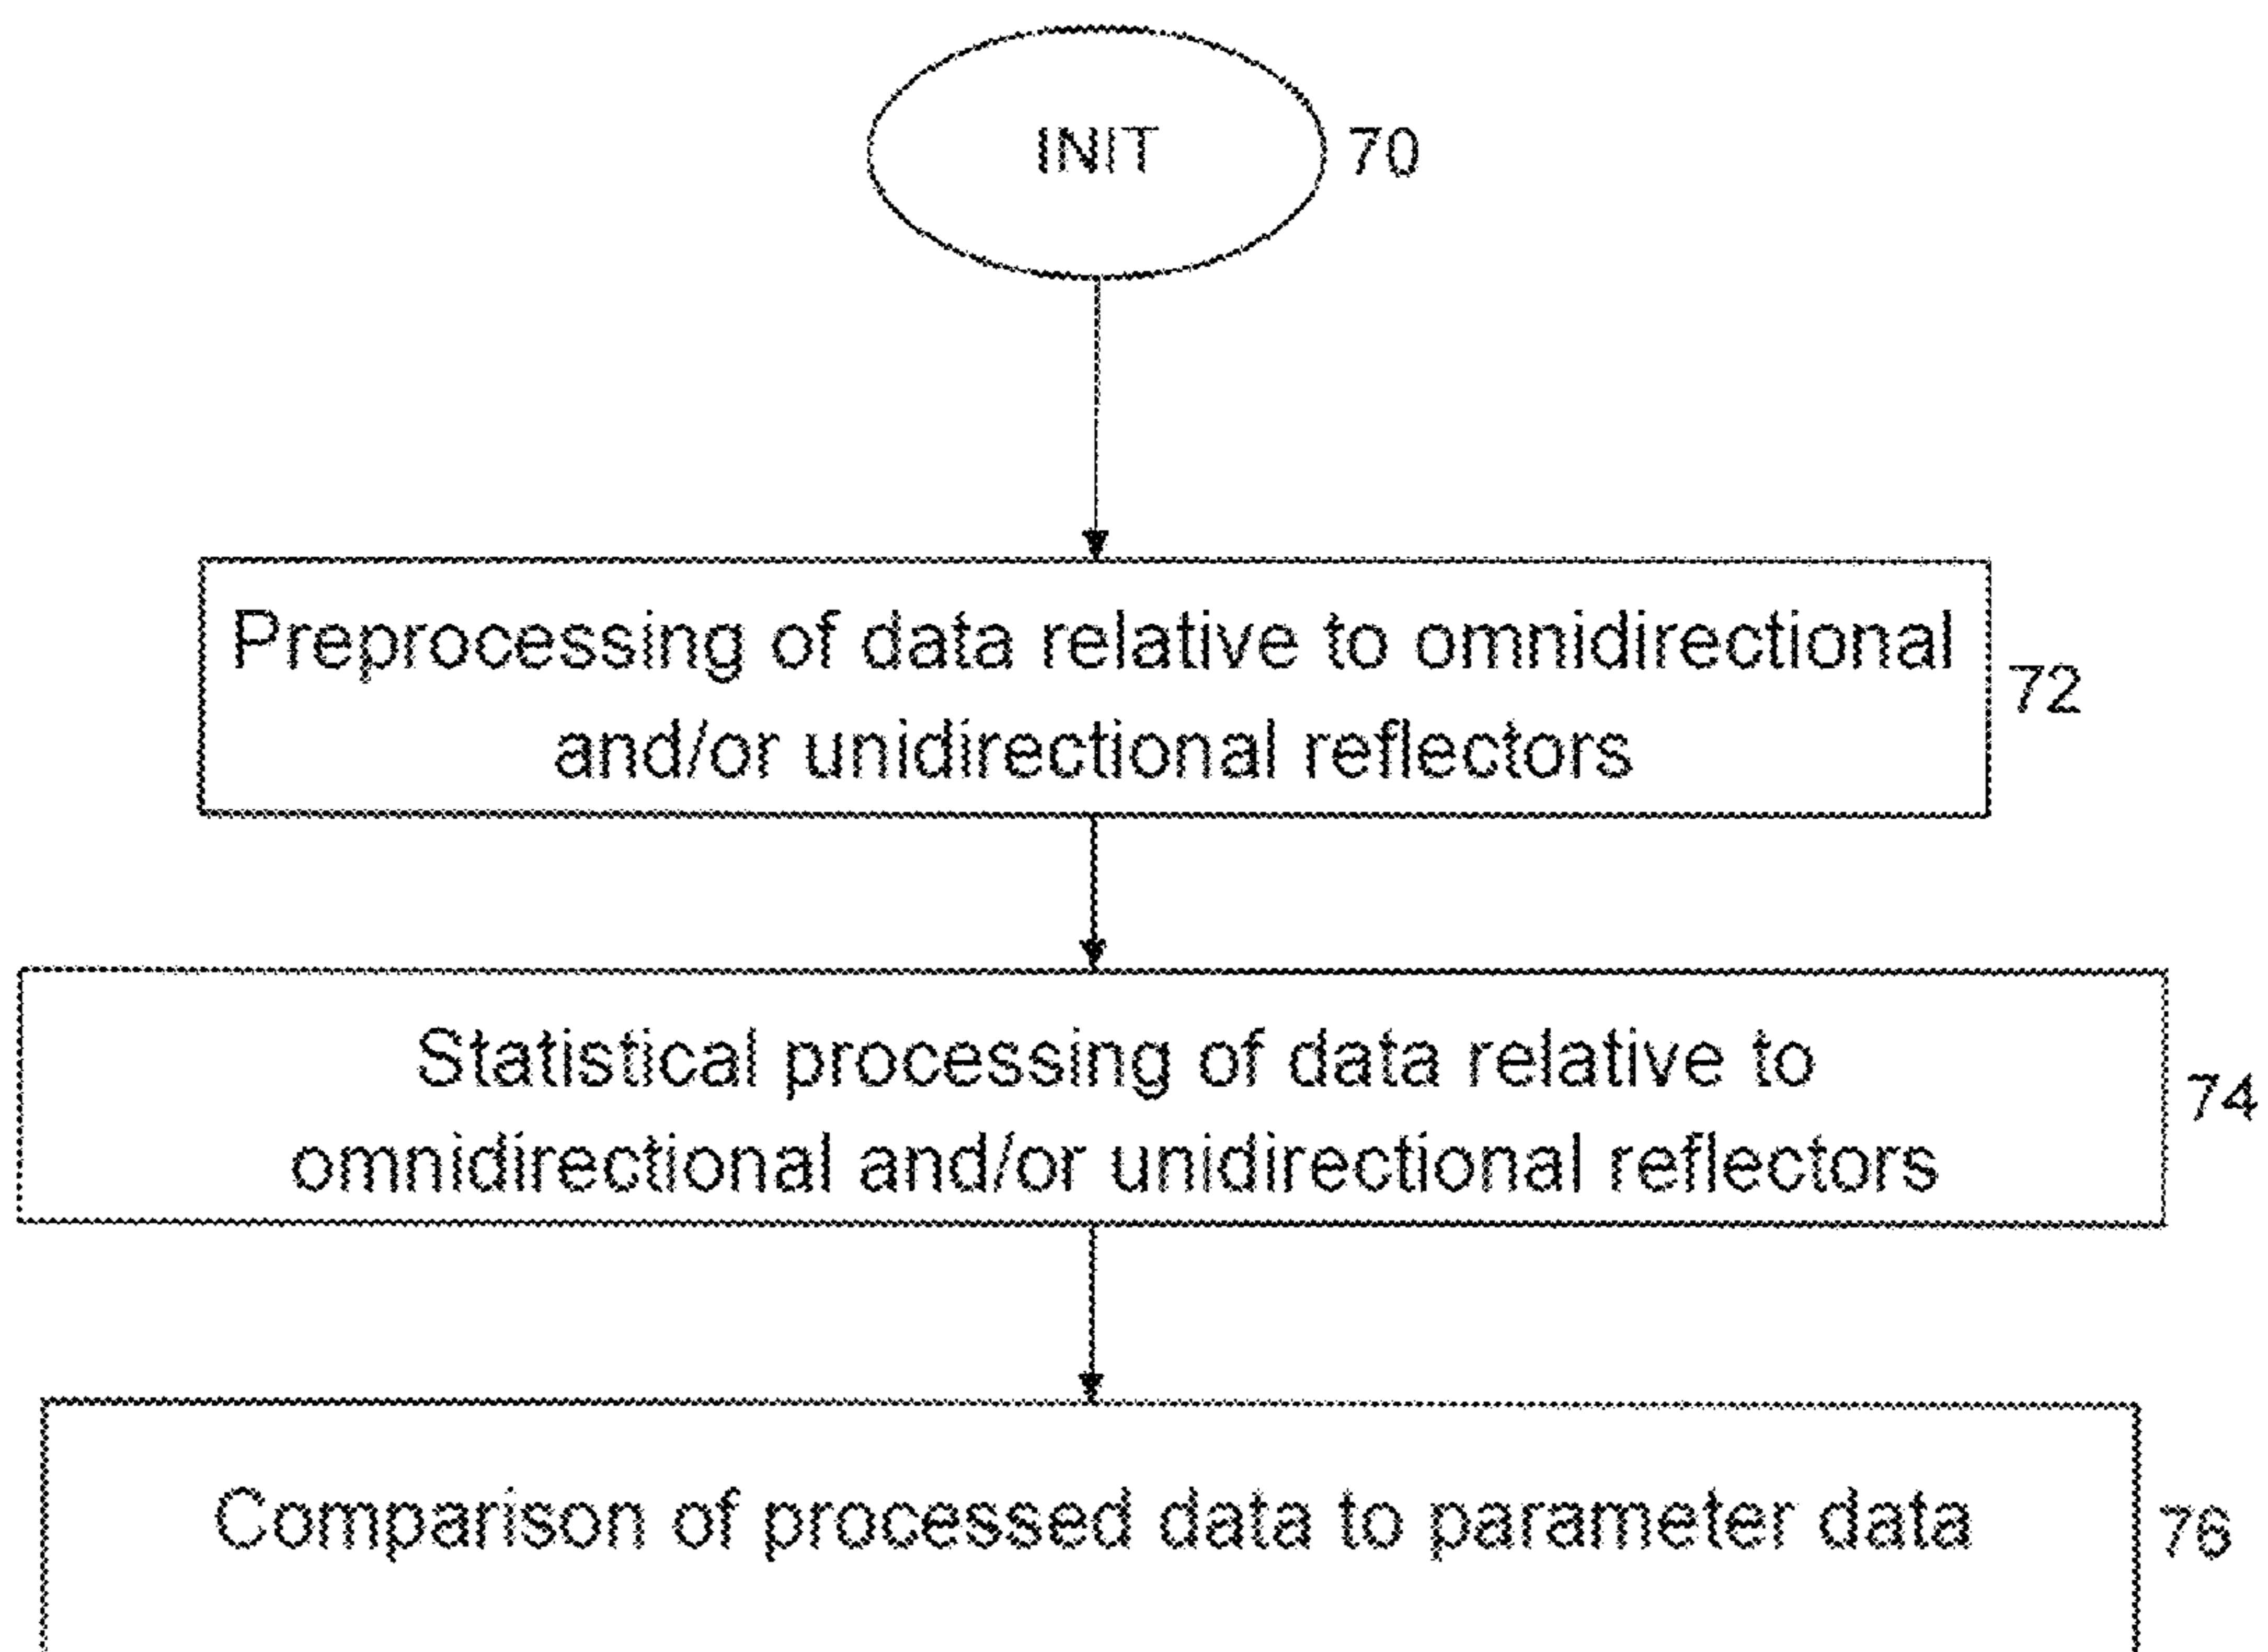 INIT 70
Preprocessing of data relative to omnidirectional
and/or unidirectional reflectors
72
Statistical processing of data relative to
omnidirectional and/or unidirectional reflectors
74
Comparison of processed data to parameter data 76